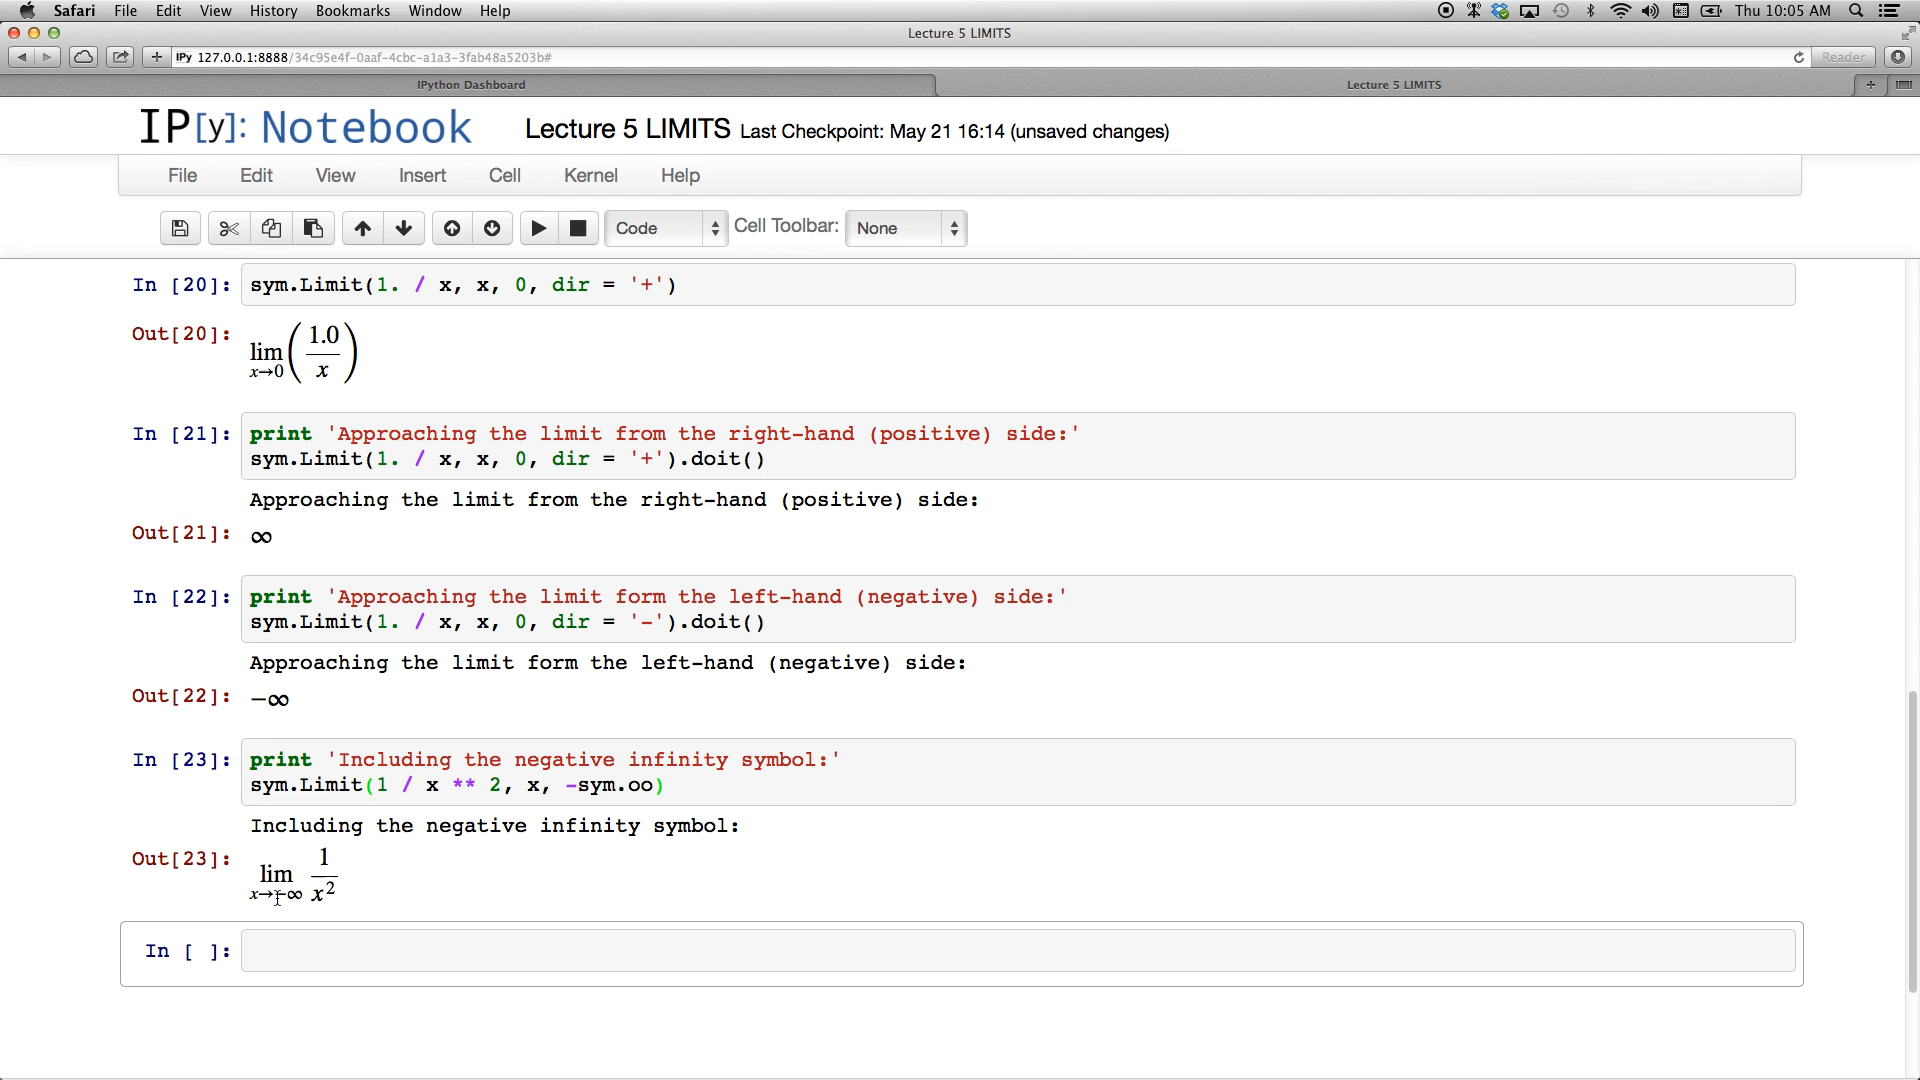 Safari File Edit View History Bookmarks Window Help Thu 10:05 AM
Lecture 5 LIMITS
IPy 127.0.0.1:8888/34c95e4f-0aaf-4cbc-a1a3-3fab48a5203b# Reader
IPython Dashboard Lecture 5 LIMITS
IP[y]: Notebook Lecture 5 LIMITS Last Checkpoint: May 21 16:14 (unsaved changes)
File Edit View Insert Cell Kernel Help
Code Cell Toolbar: None
In [20]: sym.Limit(1. / x, x, 0, dir = '+')
Out[20]: lim x→0 (1.0/x)
In [21]: print 'Approaching the limit from the right-hand (positive) side:'
sym.Limit(1. / x, x, 0, dir = '+').doit()
Approaching the limit from the right-hand (positive) side:
Out[21]: ∞
In [22]: print 'Approaching the limit form the left-hand (negative) side:'
sym.Limit(1. / x, x, 0, dir = '-').doit()
Approaching the limit form the left-hand (negative) side:
Out[22]: −∞
In [23]: print 'Including the negative infinity symbol:'
sym.Limit(1 / x ** 2, x, -sym.oo)
Including the negative infinity symbol:
Out[23]: lim x→−∞ 1/x²
In [ ]: